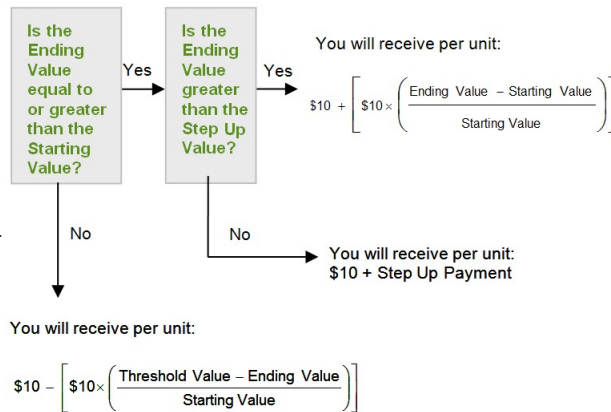 Is the
Ending
Value
equal to
or greater
than the
Starting
Value?
Yes
Is the
Ending
Value
greater
than the
Step Up
Value?
Yes
You will receive per unit:
$10 + [ $10 × ( Ending Value – Starting Value
Starting Value ) ]
No
No
You will receive per unit:
$10 + Step Up Payment
You will receive per unit:
$10 – [ $10× ( Threshold Value – Ending Value
Starting Value ) ]